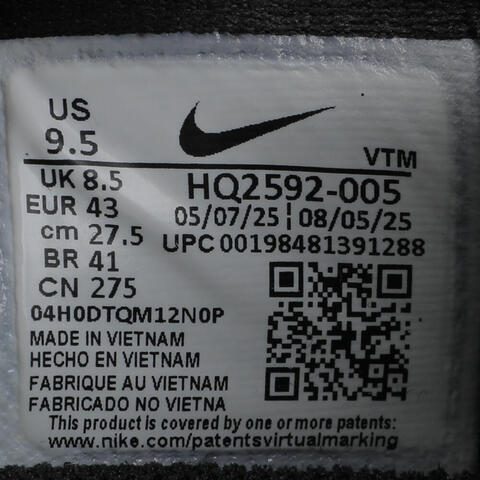 US
9.5
VTM
UK 8.5
HQ2592-005
EUR 43
05/07/25 | 08/05/25
cm 27.5
UPC 00198481391288
BR 41
CN 275
04H0DTQM12N0P
MADE IN VIETNAM
HECHO EN VIETNAM
FABRIQUE AU VIETNAM
FABRICADO NO VIETNA
This product is covered by one or more patents:
www.nike.com/patentsvirtualmarking